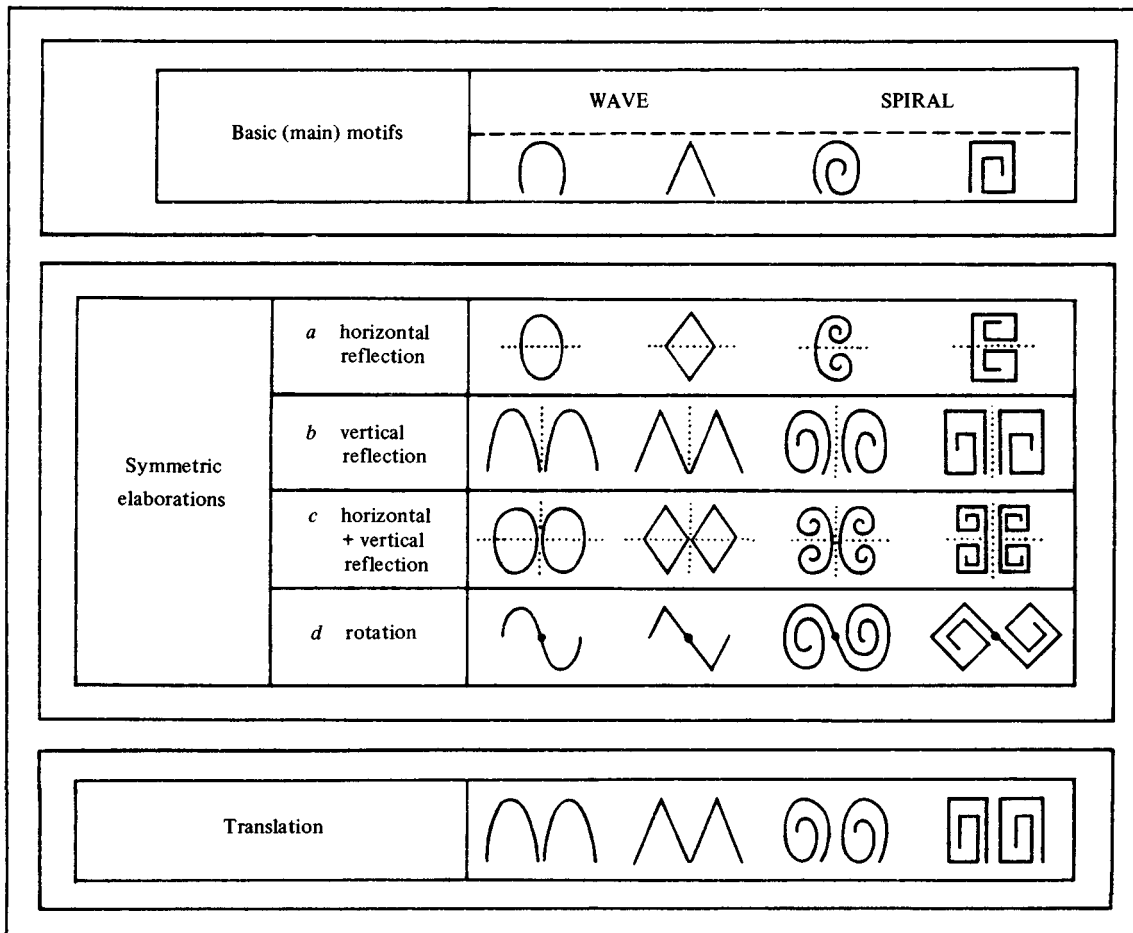 WAVE SPIRAL
Basic (main) motifs
a horizontal
reflection
b vertical
reflection
Symmetric
elaborations
c horizontal
+ vertical
reflection
d rotation
Translation